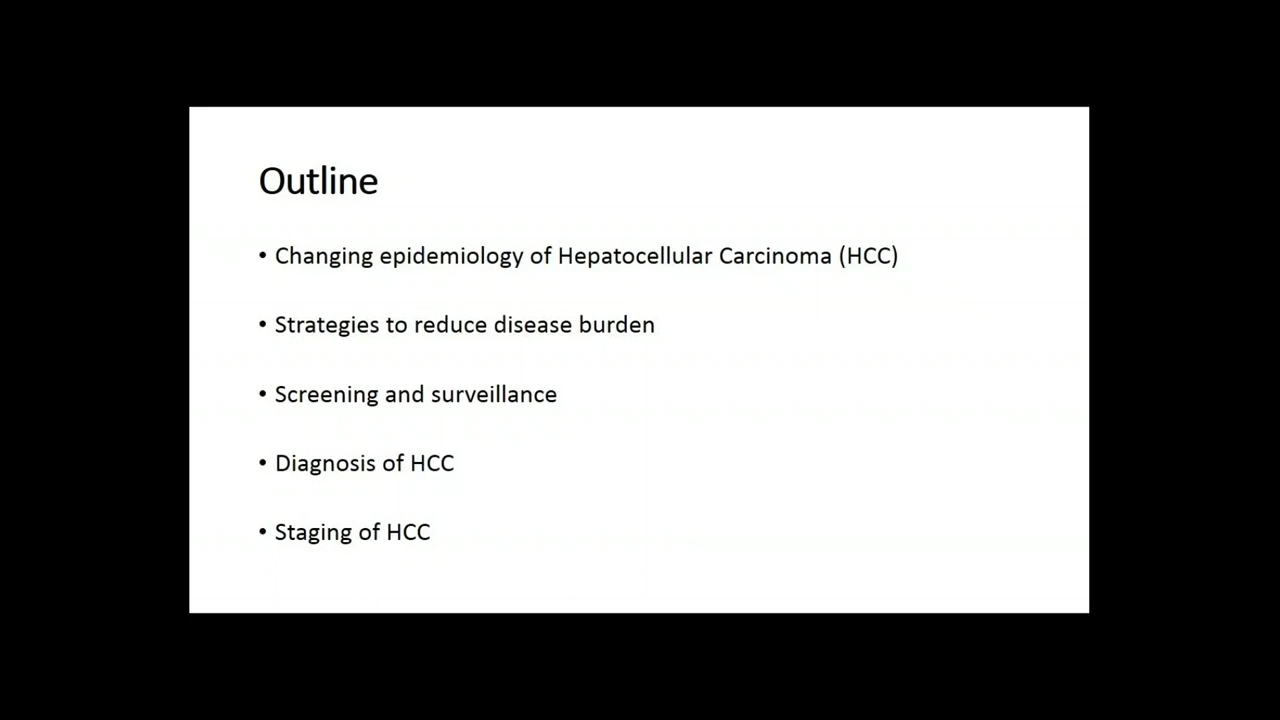 Outline
• Changing epidemiology of Hepatocellular Carcinoma (HCC)
• Strategies to reduce disease burden
• Screening and surveillance
• Diagnosis of HCC
• Staging of HCC